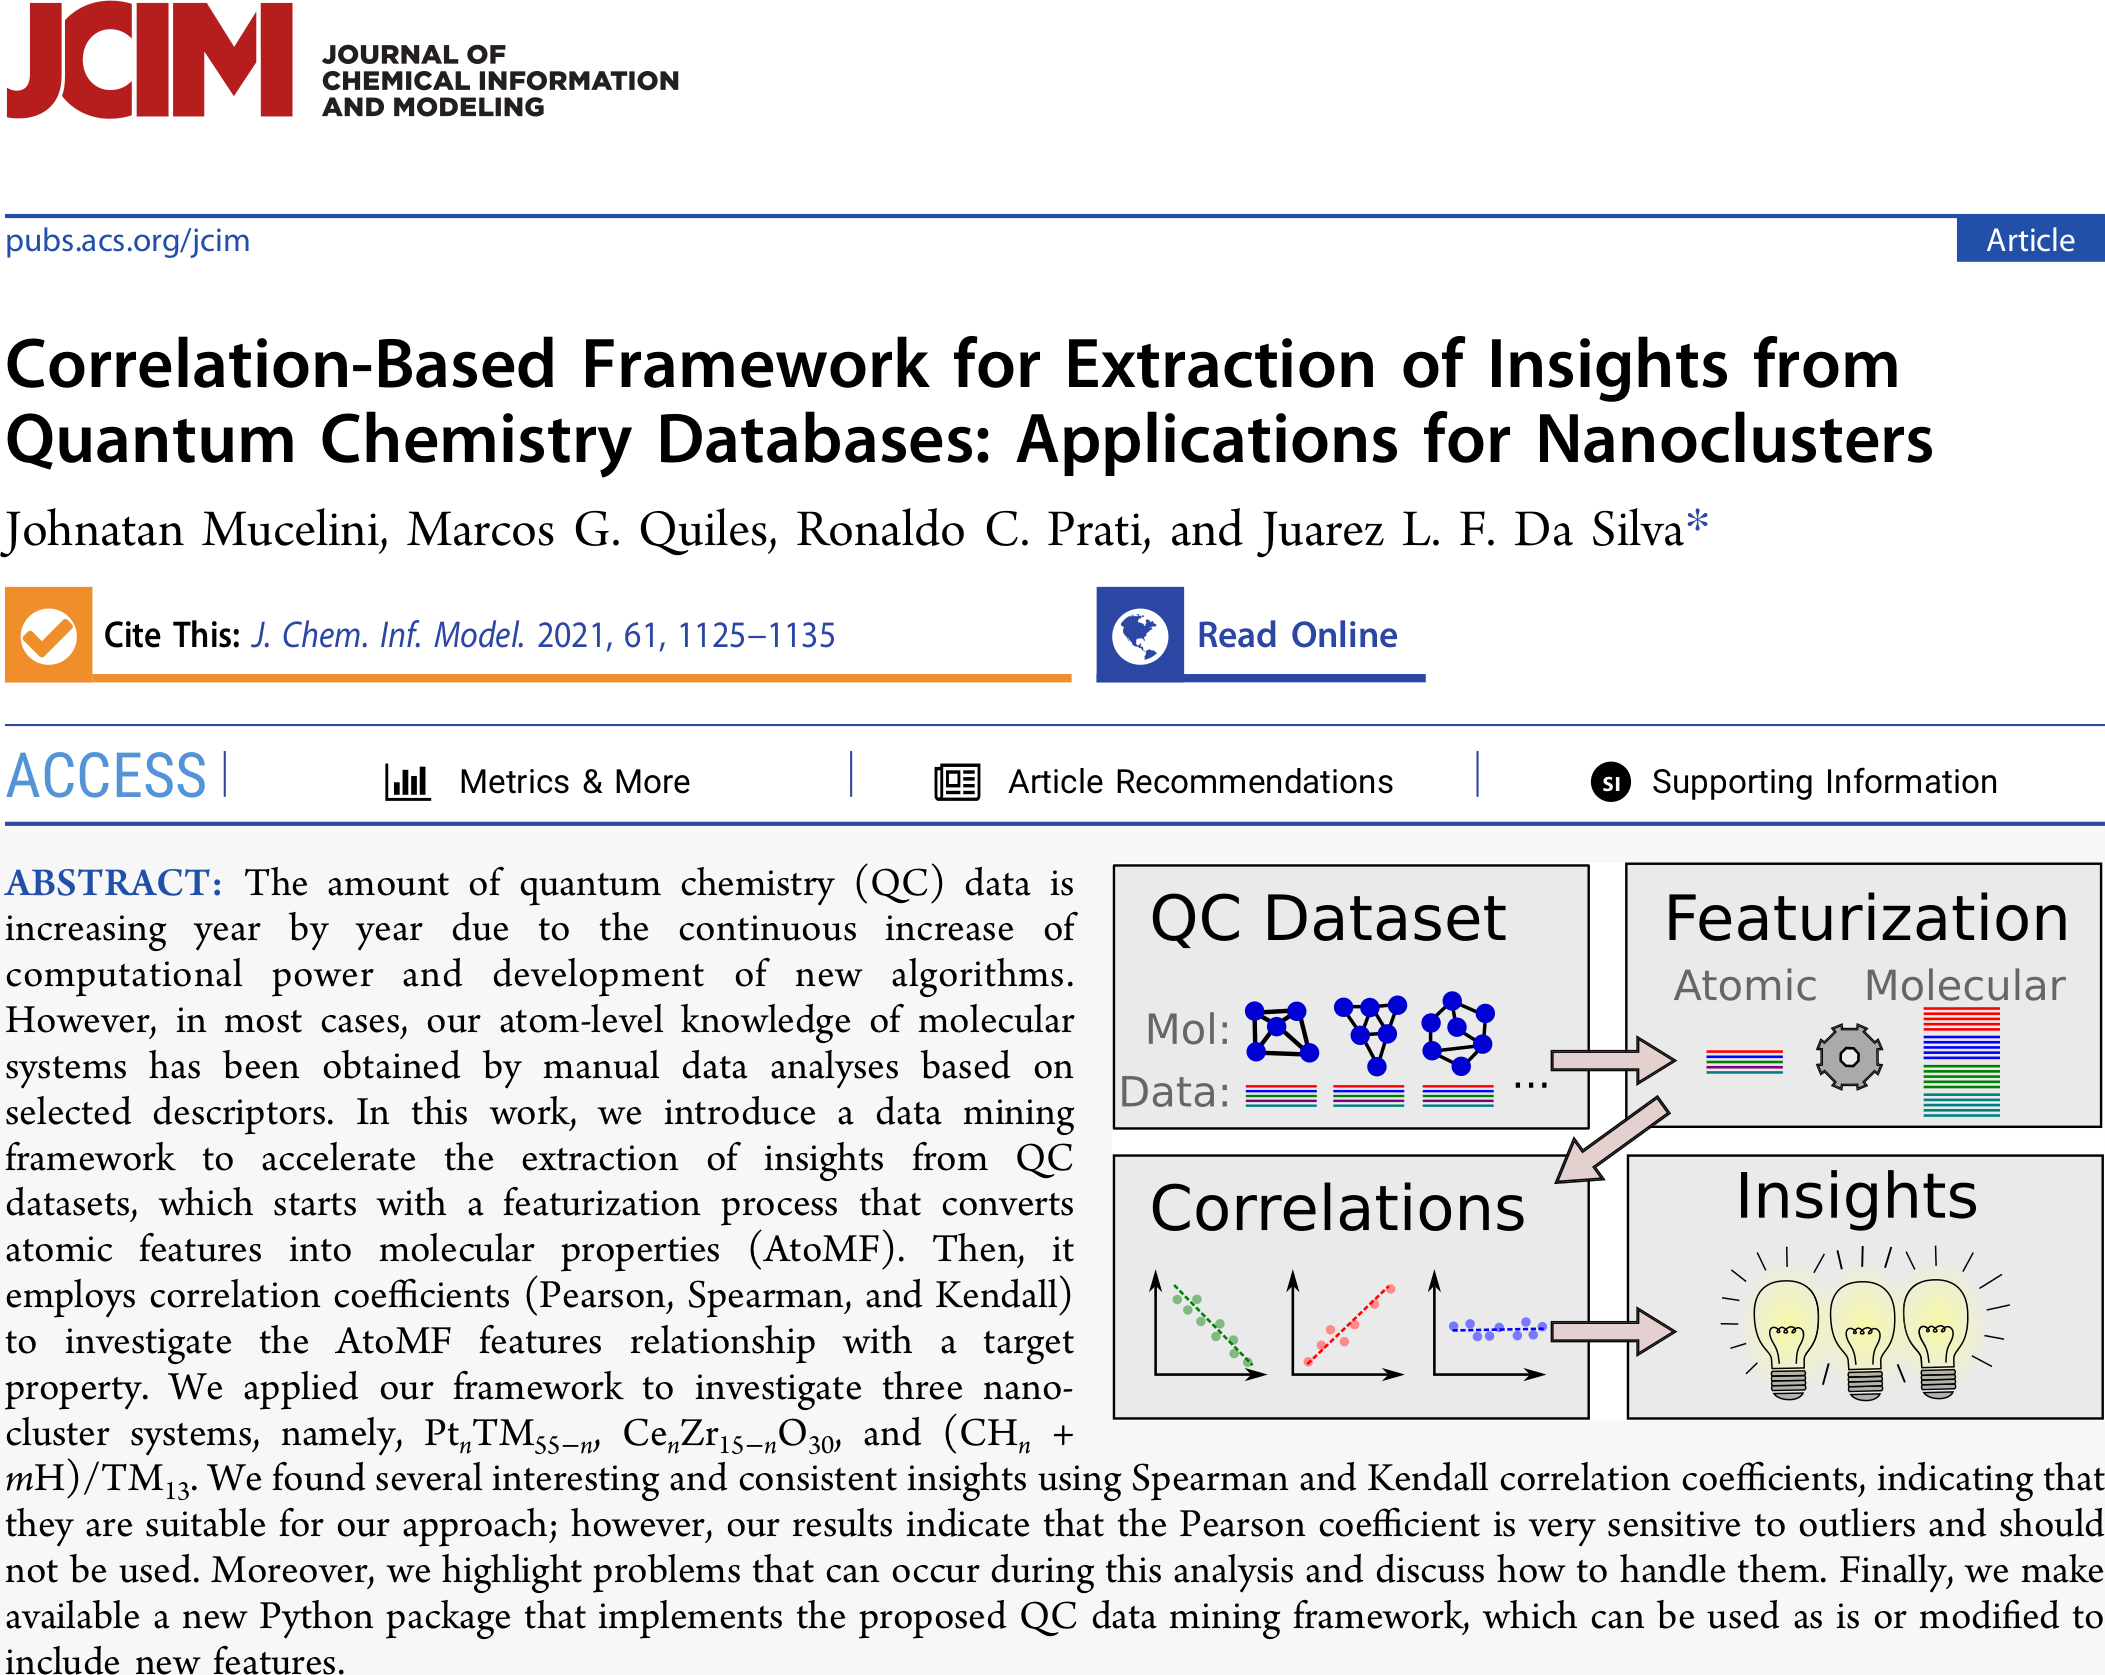 JCIM
JOURNAL OF
CHEMICAL INFORMATION
AND MODELING
pubs.acs.org/jcim
Article
Correlation-Based Framework for Extraction of Insights from
Quantum Chemistry Databases: Applications for Nanoclusters
Johnatan Mucelini, Marcos G. Quiles, Ronaldo C. Prati, and Juarez L. F. Da Silva*
Cite This: J. Chem. Inf. Model. 2021, 61, 1125–1135
Read Online
ACCESS
Metrics & More
Article Recommendations
SI Supporting Information
ABSTRACT: The amount of quantum chemistry (QC) data is
increasing year by year due to the continuous increase of
computational power and development of new algorithms.
However, in most cases, our atom-level knowledge of molecular
systems has been obtained by manual data analyses based on
selected descriptors. In this work, we introduce a data mining
framework to accelerate the extraction of insights from QC
datasets, which starts with a featurization process that converts
atomic features into molecular properties (AtoMF). Then, it
employs correlation coefficients (Pearson, Spearman, and Kendall)
to investigate the AtoMF features relationship with a target
property. We applied our framework to investigate three nano-
cluster systems, namely, PtₙTM₅₅₋ₙ, CeₙZr₁₅₋ₙO₃₀, and (CHₙ +
mH)/TM₁₃. We found several interesting and consistent insights using Spearman and Kendall correlation coefficients, indicating that
they are suitable for our approach; however, our results indicate that the Pearson coefficient is very sensitive to outliers and should
not be used. Moreover, we highlight problems that can occur during this analysis and discuss how to handle them. Finally, we make
available a new Python package that implements the proposed QC data mining framework, which can be used as is or modified to
include new features.
QC Dataset
Mol:
Data:
...
Featurization
Atomic Molecular
Correlations
Insights